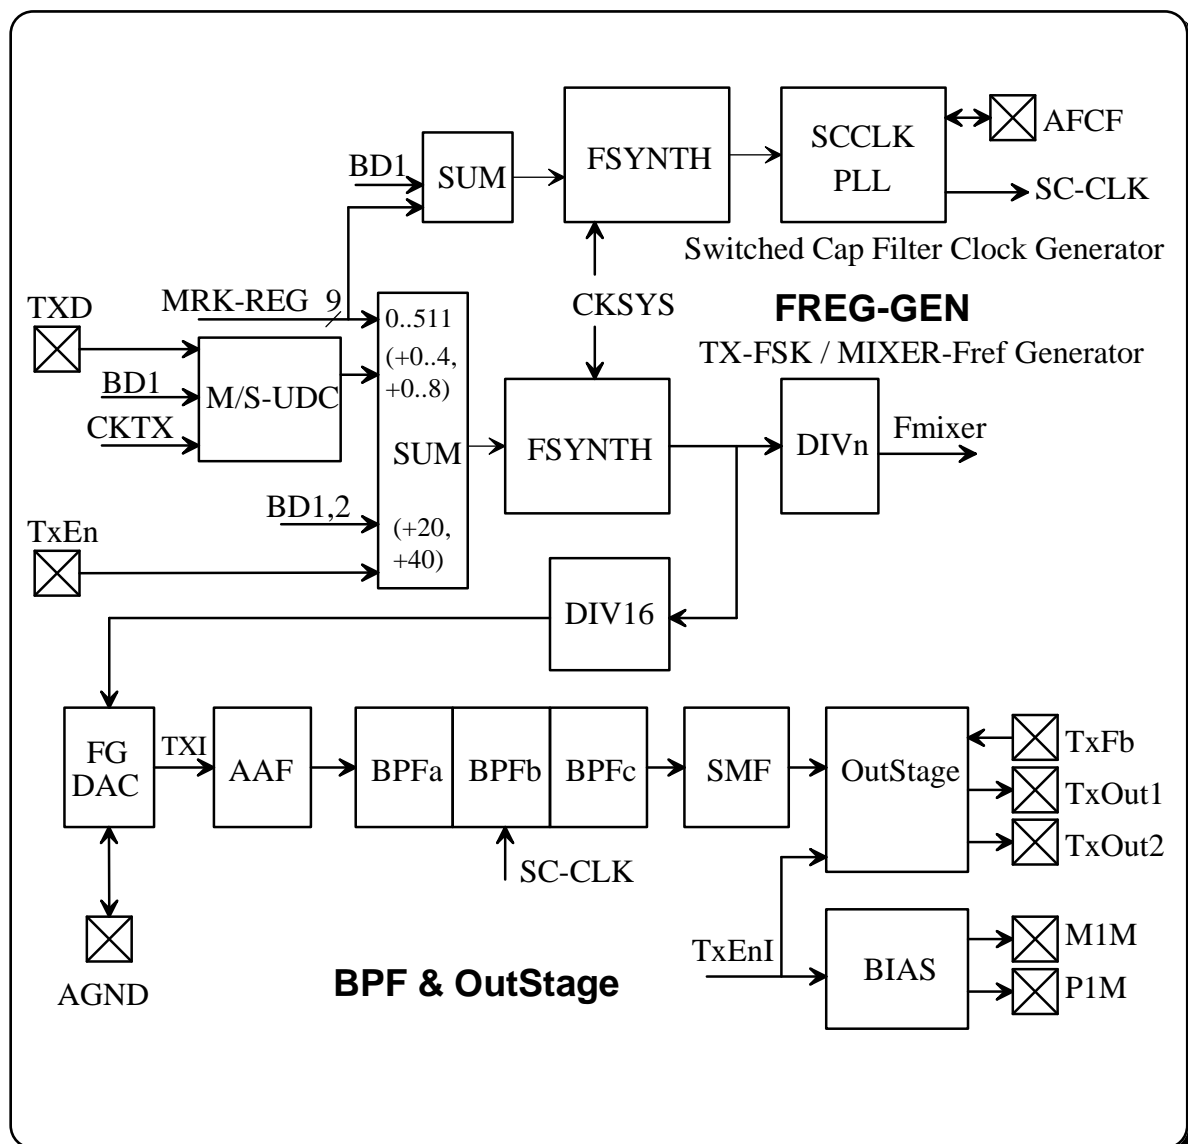 BD1
SUM
FSYNTH
SCCLK
PLL
AFCF
SC-CLK
Switched Cap Filter Clock Generator
TXD
MRK-REG 9
0..511
CKSYS
FREG-GEN
TX-FSK / MIXER-Fref Generator
(+0..4,
+0..8)
BD1
M/S-UDC
CKTX
SUM
FSYNTH
DIVn
Fmixer
BD1,2
(+20,
+40)
TxEn
DIV16
FG
DAC
TXI
AAF
BPFa
BPFb
BPFc
SMF
OutStage
TxFb
TxOut1
TxOut2
SC-CLK
AGND
BPF & OutStage
TxEnI
BIAS
M1M
P1M